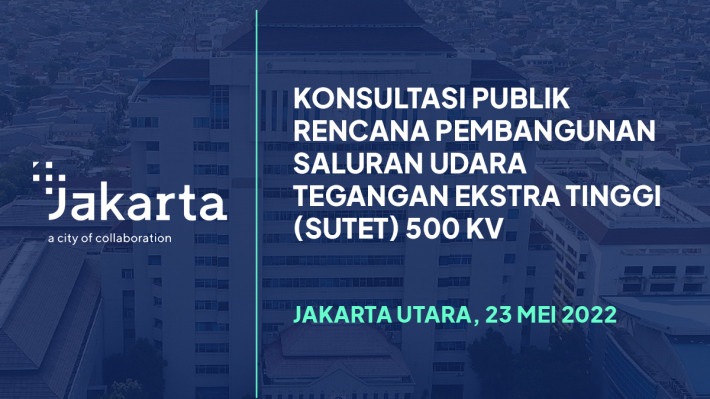 Jakarta
a city of collaboration
KONSULTASI PUBLIK
RENCANA PEMBANGUNAN
SALURAN UDARA
TEGANGAN EKSTRA TINGGI
(SUTET) 500 KV
JAKARTA UTARA, 23 MEI 2022